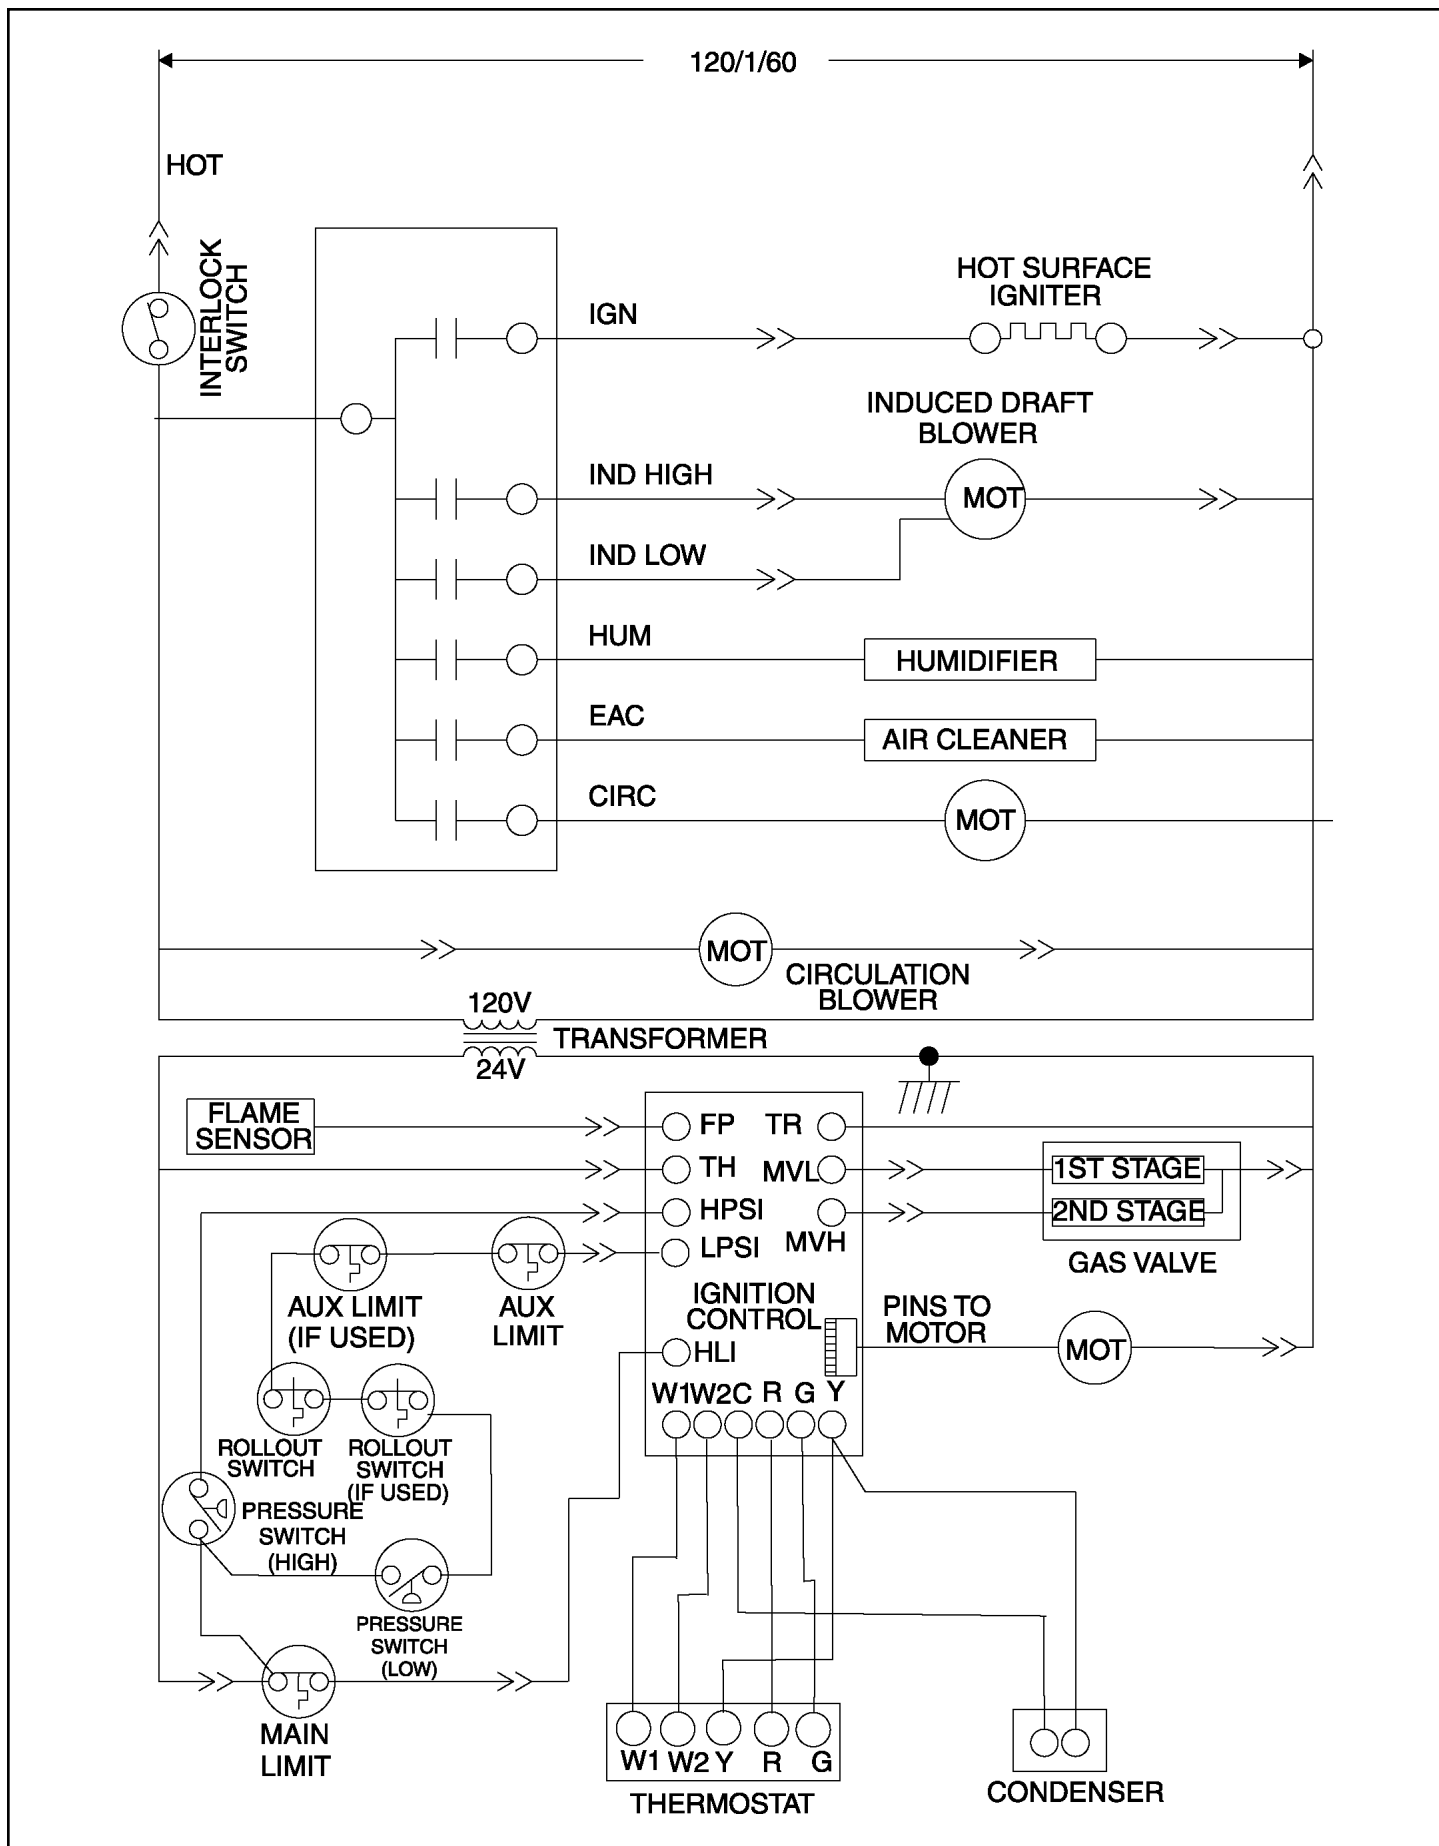 120/1/60
HOT
INTERLOCK
SWITCH
IGN
HOT SURFACE
IGNITER
INDUCED DRAFT
BLOWER
IND HIGH
MOT
IND LOW
HUM
HUMIDIFIER
EAC
AIR CLEANER
CIRC
MOT
MOT
CIRCULATION
BLOWER
120V
TRANSFORMER
24V
FLAME
SENSOR
FP
TR
TH
MVL
1ST STAGE
HPSI
2ND STAGE
MVH
LPSI
GAS VALVE
AUX LIMIT
(IF USED)
AUX
LIMIT
IGNITION
CONTROL
PINS TO
MOTOR
MOT
HLI
W1 W2 C R G Y
ROLLOUT
SWITCH
ROLLOUT
SWITCH
(IF USED)
PRESSURE
SWITCH
(HIGH)
PRESSURE
SWITCH
(LOW)
MAIN
LIMIT
W1 W2 Y R G
THERMOSTAT
CONDENSER